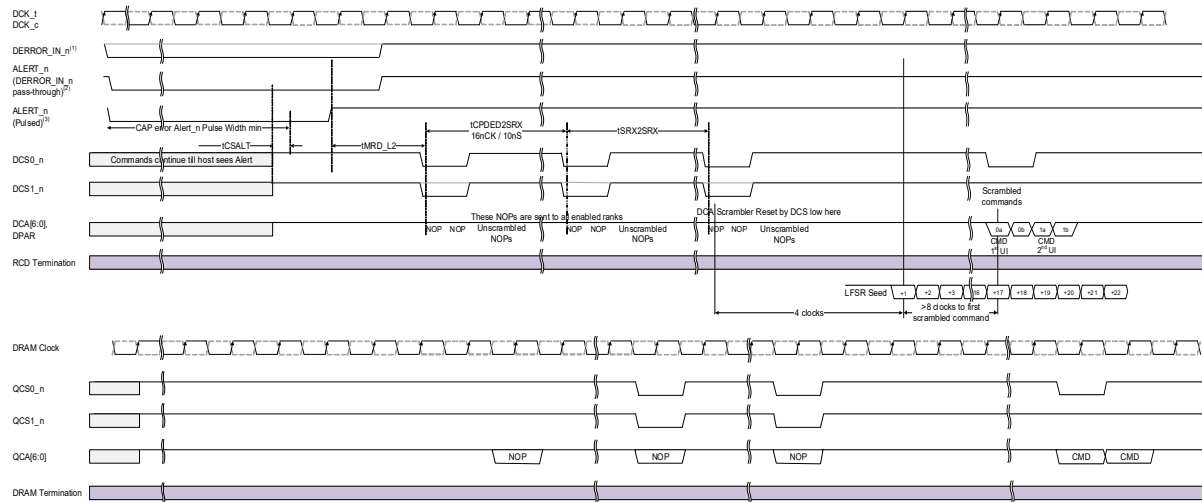 DCK_t
DCK_c
DERROR_IN_n(1)
ALERT_n
(DERROR_IN_n
pass-through)(2)
ALERT_n
(Pulsed)(3)
CAP error Alert_n Pulse Width min
tCPDED2SRX
16nCK / 10nS
tSRX2SRX
tCSALT
tMRD_L2
DCS0_n
Commands continue till host sees Alert
DCS1_n
Scrambled
commands
These NOPs are sent to all enabled ranks
DCA Scrambler Reset by DCS low here
DCA[6:0],
DPAR
NOP NOP Unscrambled
NOPs
NOP NOP Unscrambled
NOPs
NOP NOP Unscrambled
NOPs
0a 0b 1a 1b
CMD
1st UI
CMD
2nd UI
RCD Termination
LFSR Seed +1 +2 +3 16 +17 +18 +19 +20 +21 +22
4 clocks
>8 clocks to first
scrambled command
DRAM Clock
QCS0_n
QCS1_n
QCA[6:0]
NOP NOP NOP CMD CMD
DRAM Termination